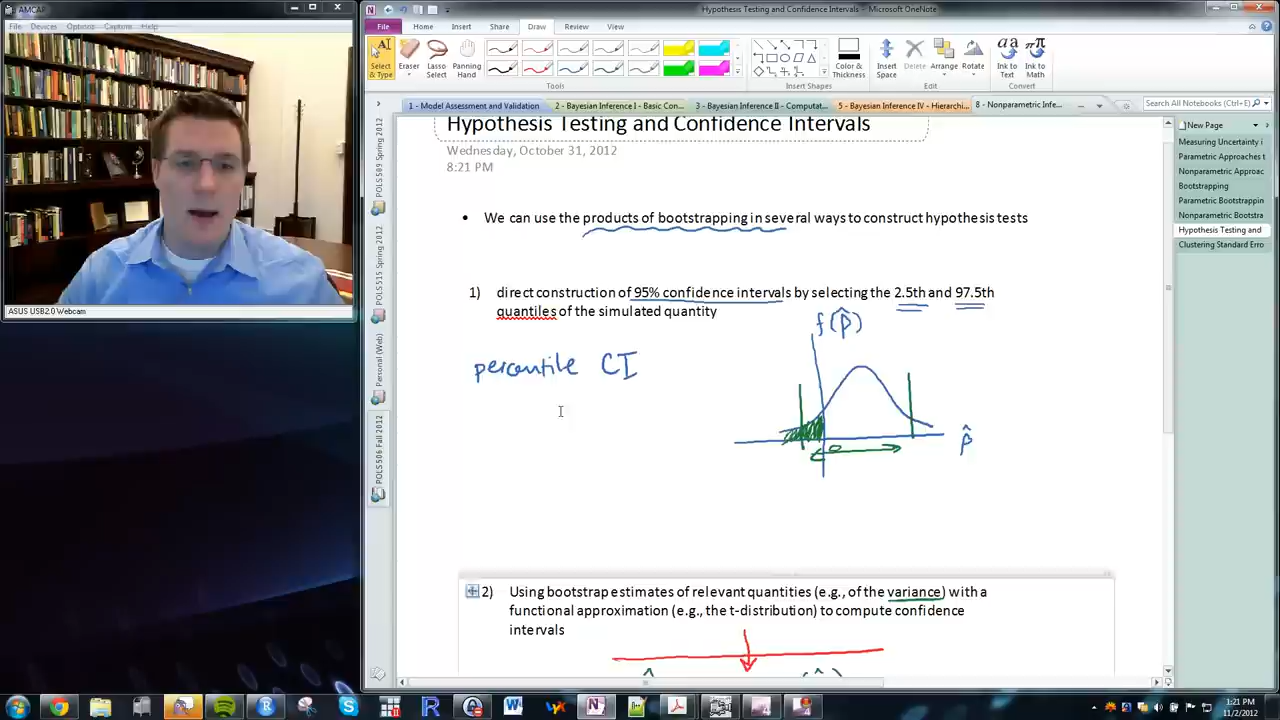 AMCAP
File Devices Options Capture Help
ASUS USB2.0 Webcam
Hypothesis Testing and Confidence Intervals - Microsoft OneNote
File Home Insert Share Draw Review View
Select & Type
Eraser
Lasso Select
Panning Hand
Color & Thickness
Insert Space
Delete
Arrange
Rotate
Ink to Text
Ink to Math
Tools
Insert Shapes
Edit
Convert
1 - Model Assessment and Validation
2 - Bayesian Inference I - Basic Con...
3 - Bayesian Inference II - Computat...
5 - Bayesian Inference IV - Hierarchi...
8 - Nonparametric Infe...
Search All Notebooks (Ctrl+E)
POLS 509 Spring 2012
POLS 515 Spring 2012
Personal (Web)
POLS 506 Fall 2012
Hypothesis Testing and Confidence Intervals
Wednesday, October 31, 2012
8:21 PM
• We can use the products of bootstrapping in several ways to construct hypothesis tests
1) direct construction of 95% confidence intervals by selecting the 2.5th and 97.5th
quantiles of the simulated quantity
f(β̂)
percentile CI
β̂
0
2) Using bootstrap estimates of relevant quantities (e.g., of the variance) with a
functional approximation (e.g., the t-distribution) to compute confidence
intervals
New Page
Measuring Uncertainty i
Parametric Approaches t
Nonparametric Approac
Bootstrapping
Parametric Bootstrappin
Nonparametric Bootstra
Hypothesis Testing and
Clustering Standard Erro
1:21 PM
11/2/2012